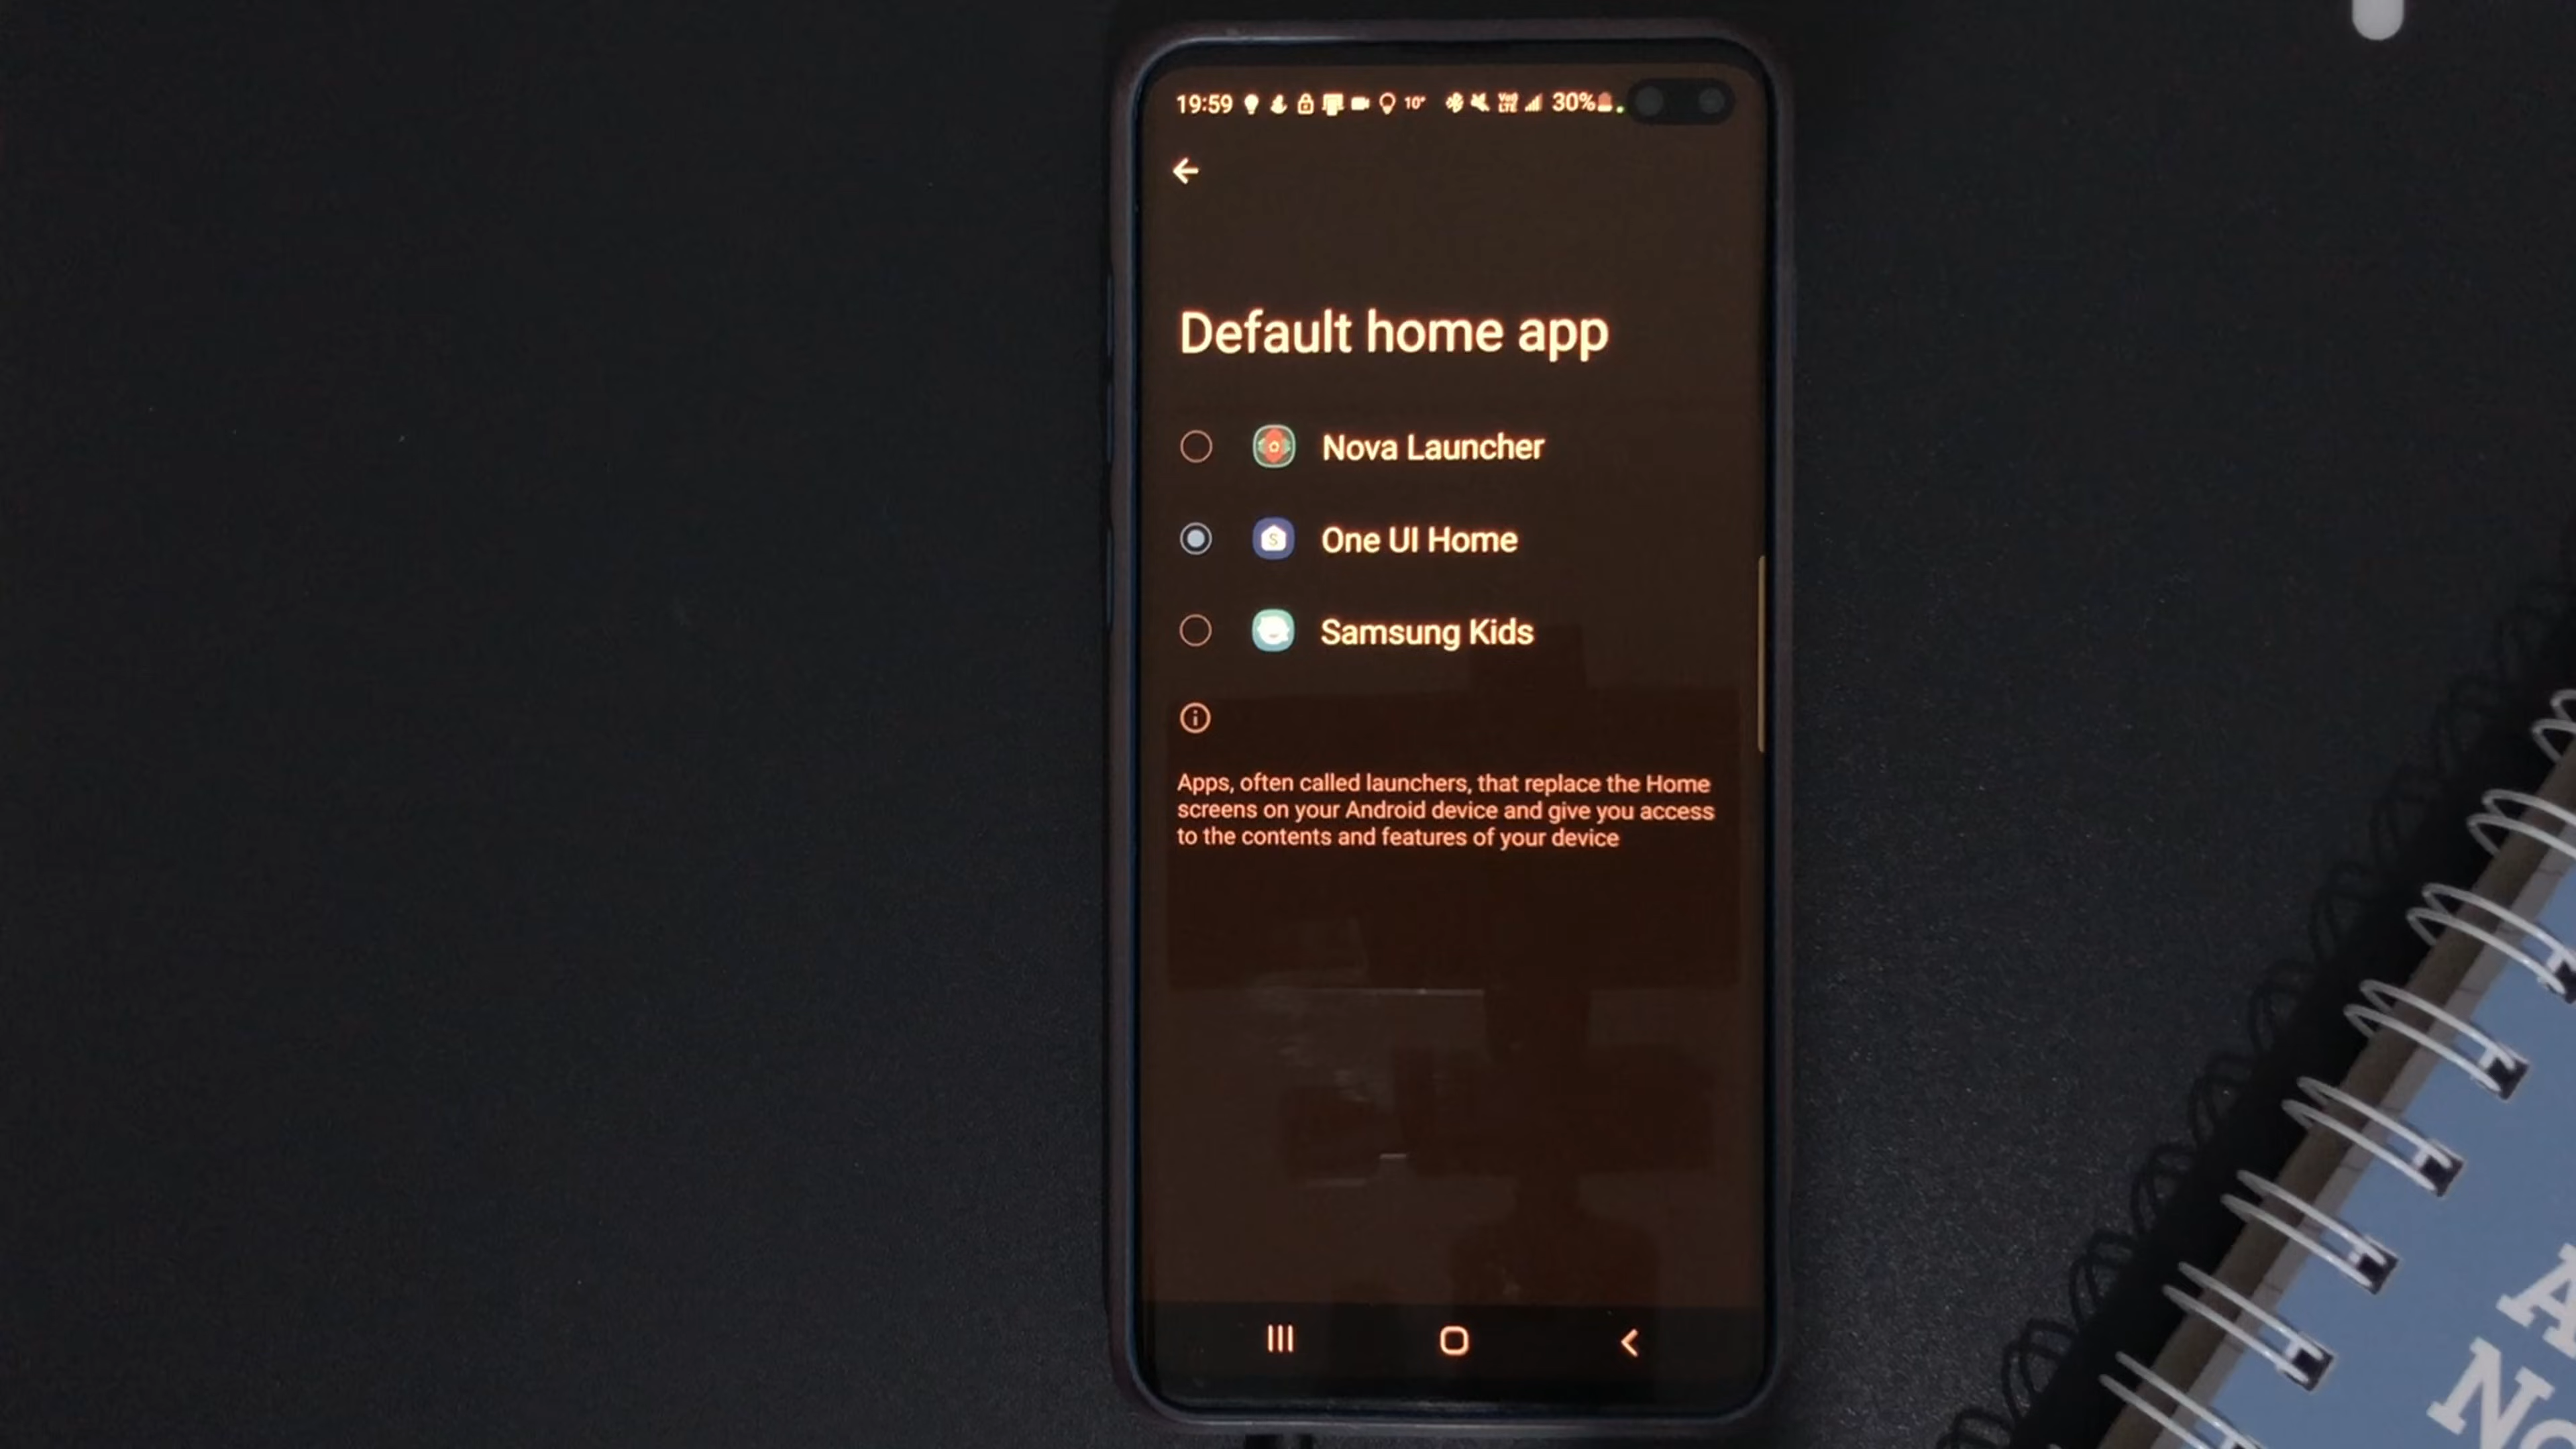 19:59 10° VoD LTE 30%
Default home app
Nova Launcher
One UI Home
S
Samsung Kids
Apps, often called launchers, that replace the Home
screens on your Android device and give you access
to the contents and features of your device